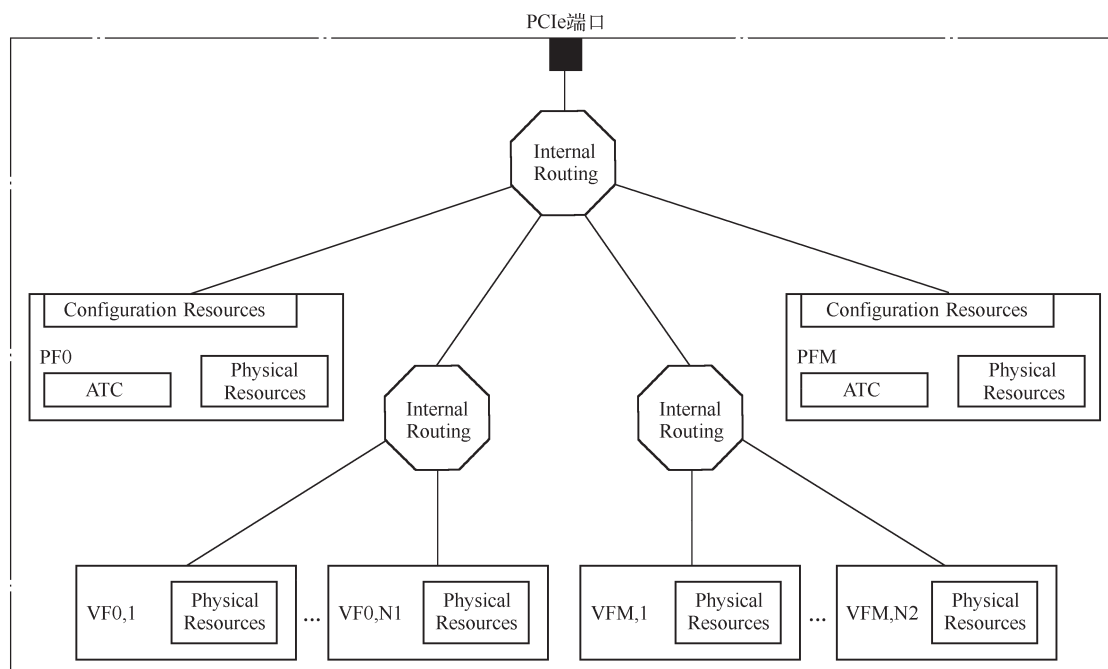 PCIe端口
Internal
Routing
Configuration Resources
PF0
ATC
Physical
Resources
Configuration Resources
PFM
ATC
Physical
Resources
Internal
Routing
Internal
Routing
VF0,1
Physical
Resources
...
VF0,N1
Physical
Resources
VFM,1
Physical
Resources
...
VFM,N2
Physical
Resources